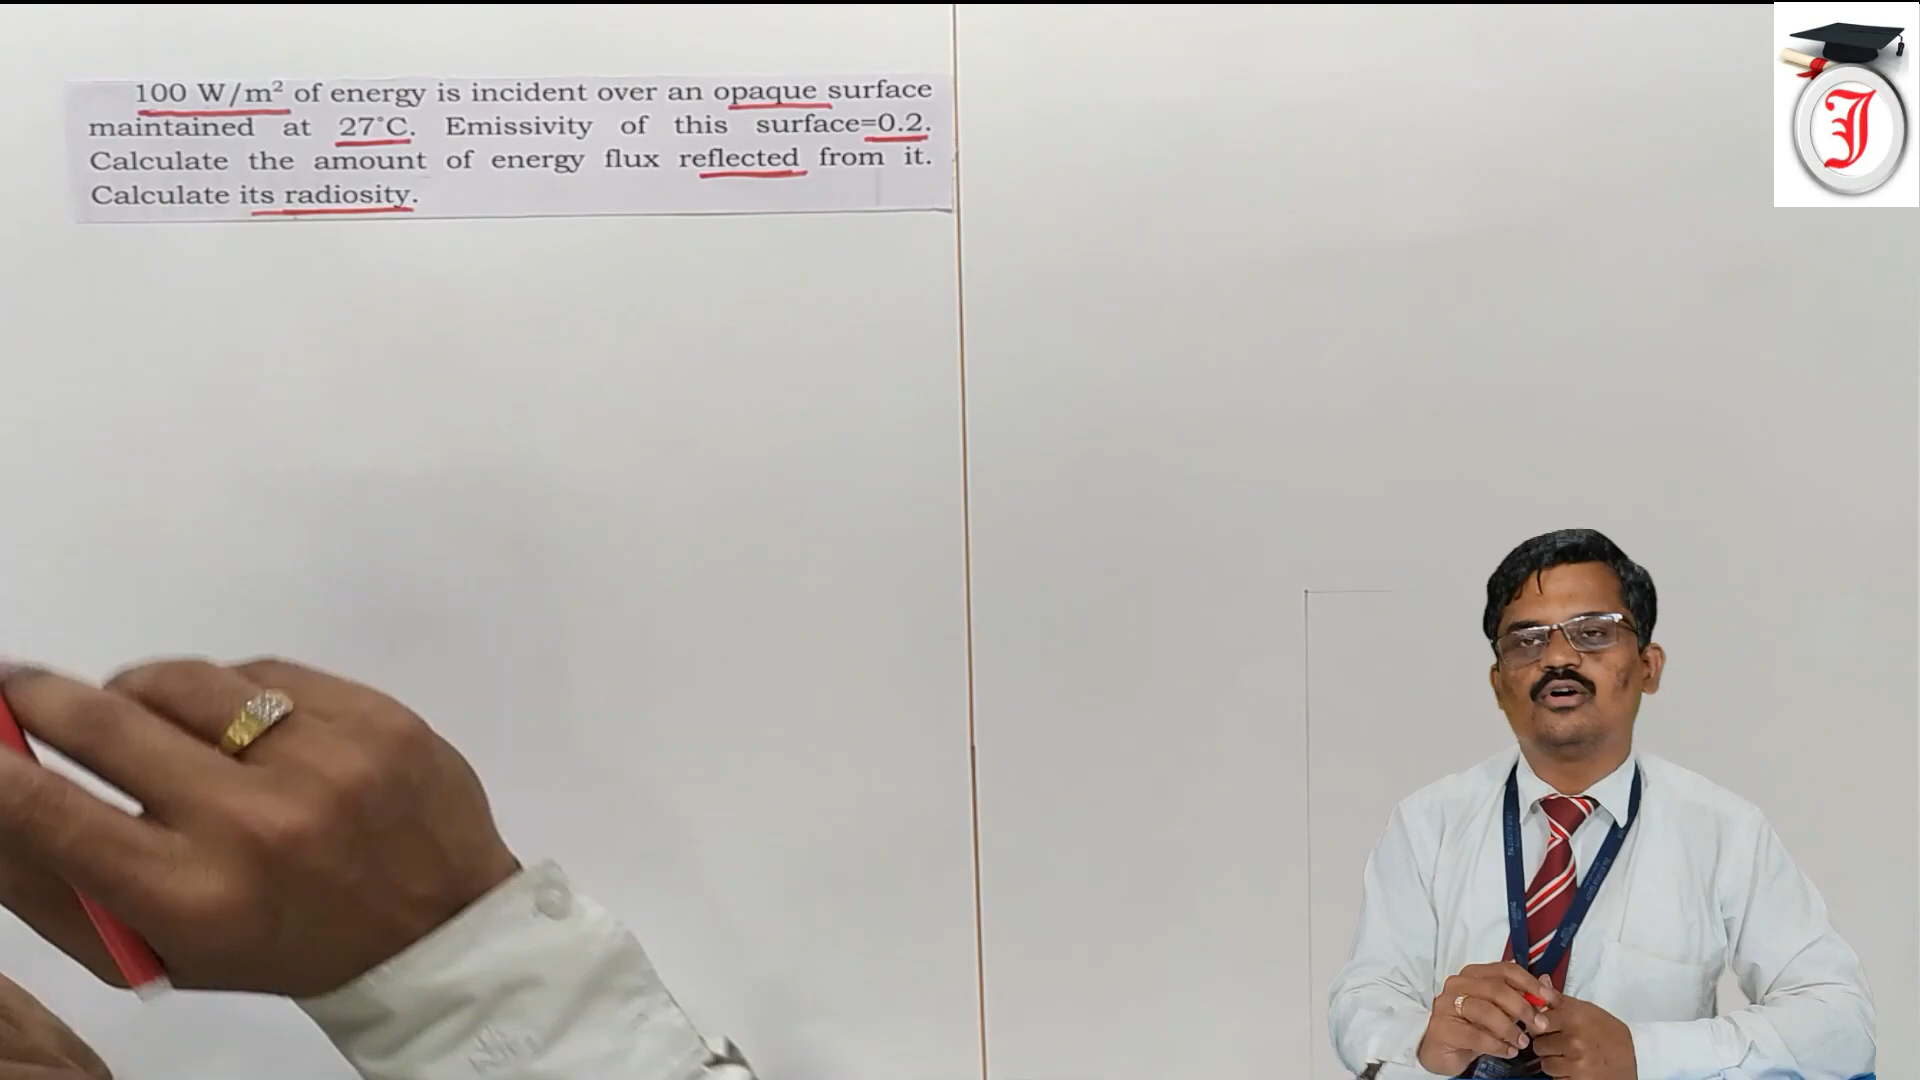 100 W/m² of energy is incident over an opaque surface
maintained at 27°C. Emissivity of this surface=0.2.
Calculate the amount of energy flux reflected from it.
Calculate its radiosity.
J